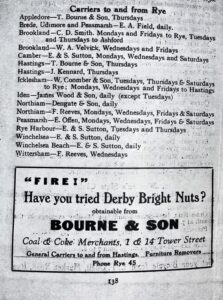 Carriers to and from Rye
Appledore—T. Bourne & Son, Thursdays
Brede, Udimore and Peasmarsh—E. A. Field, daily.
Brookland—C. D. Smith, Mondays and Fridays to Rye, Tuesdays
and Thursdays to Ashford
Brookland—W. A. Velvick, Wednesdays and Fridays
Camber—E. & S. Sutton, Mondays, Wednesdays and Saturdays
Hastings—T. Bourne & Son, Thursdays
Hastings—J. Kennard, Thursdays
Icklesham—W. Coomber & Son, Tuesdays, Thursdays & Saturdays
to Rye; Mondays, Wednesdays and Fridays to Hastings
Iden—James Wood & Son, daily (except Tuesdays)
Northiam—Dengate & Son, daily
Northiam—F. Reeves, Mondays, Wednesdays, Fridays & Saturdays
Peasmarsh—E. Offen, Mondays, Wednesdays, Fridays & Saturdays
Rye Harbour—E. & S. Sutton, Tuesdays and Thursdays
Winchelsea—E. & S. Sutton, daily
Winchelsea Beach—E. & S. Sutton, daily.
Wittersham—F. Reeves, Wednesdays
"FIRE!"
Have you tried Derby Bright Nuts?
obtainable from
BOURNE & SON
Coal & Coke Merchants, 1 & 14 Tower Street
General Carriers to and from Hastings. Furniture Removers
Phone Rye 45
138